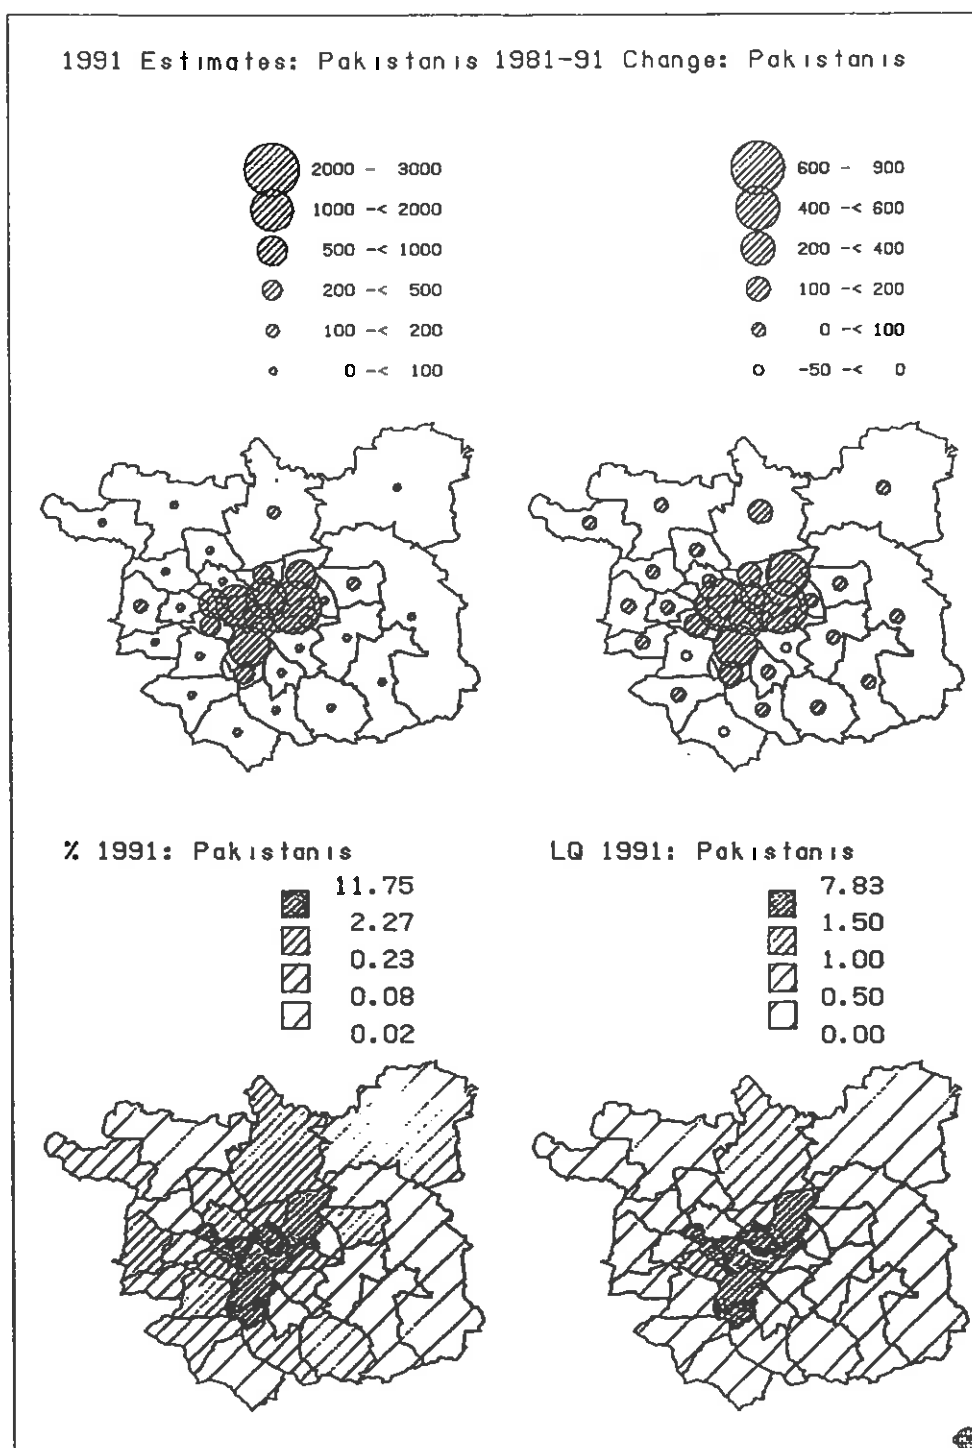 1991 Estimates: Pakistanis 1981-91 Change: Pakistanis
2000 - 3000
1000 -< 2000
500 -< 1000
200 -< 500
100 -< 200
0 -< 100
600 - 900
400 -< 600
200 -< 400
100 -< 200
0 -< 100
-50 -< 0
% 1991: Pakistanis
11.75
2.27
0.23
0.08
0.02
LQ 1991: Pakistanis
7.83
1.50
1.00
0.50
0.00